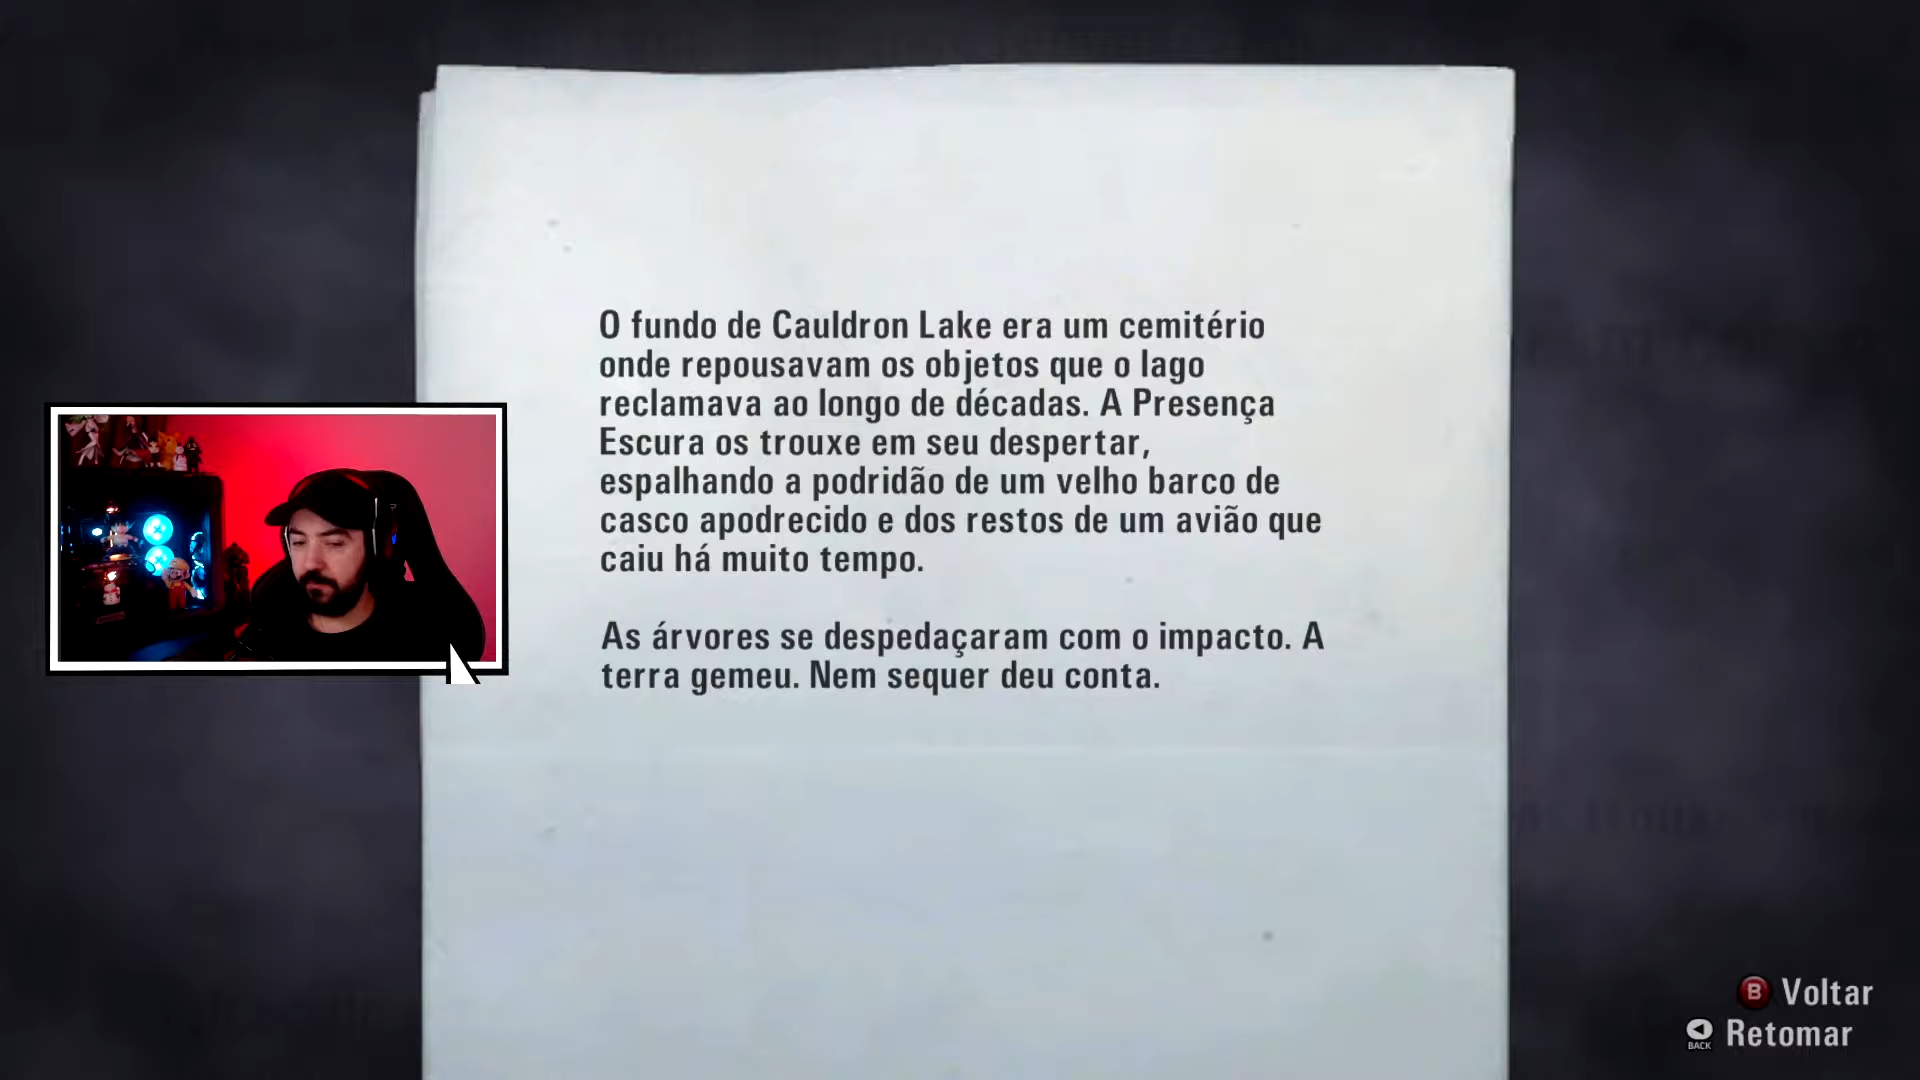 O fundo de Cauldron Lake era um cemitério
onde repousavam os objetos que o lago
reclamava ao longo de décadas. A Presença
Escura os trouxe em seu despertar,
espalhando a podridão de um velho barco de
casco apodrecido e dos restos de um avião que
caiu há muito tempo.
As árvores se despedaçaram com o impacto. A
terra gemeu. Nem sequer deu conta.
B Voltar
BACK Retomar